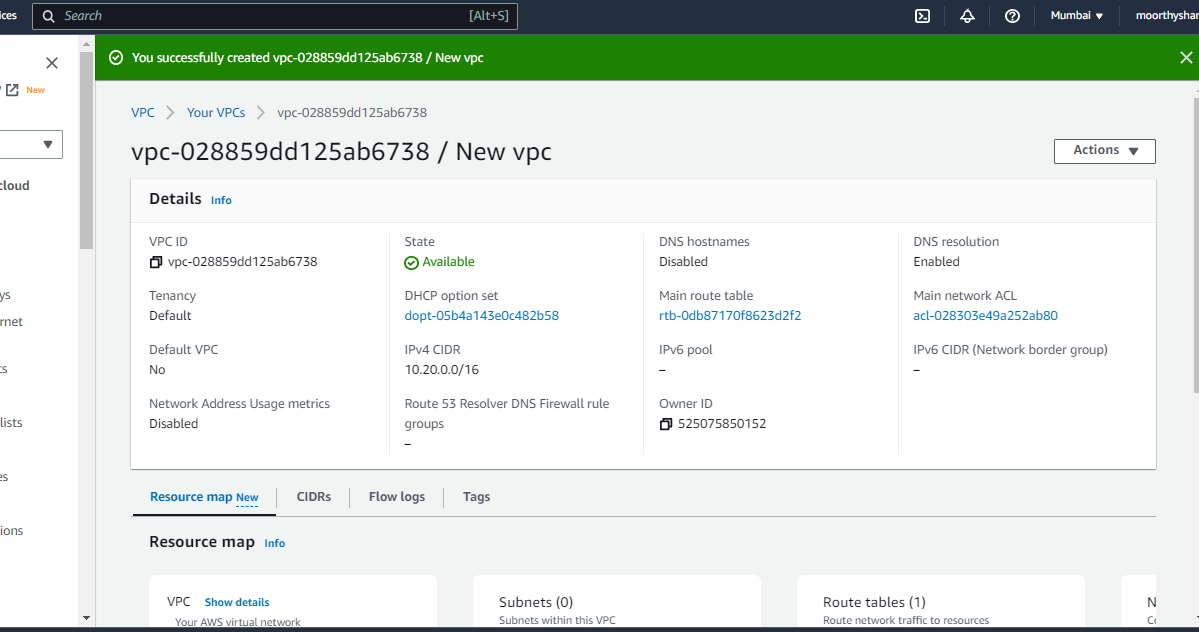 ces
Search [Alt+S]
Mumbai
moorthyshar
You successfully created vpc-028859dd125ab6738 / New vpc
New
cloud
ys
rnet
ts
lists
es
ions
VPC
Your VPCs
vpc-028859dd125ab6738
vpc-028859dd125ab6738 / New vpc
Actions
Details Info
VPC ID
vpc-028859dd125ab6738
State
Available
DNS hostnames
Disabled
DNS resolution
Enabled
Tenancy
Default
DHCP option set
dopt-05b4a143e0c482b58
Main route table
rtb-0db87170f8623d2f2
Main network ACL
acl-028303e49a252ab80
Default VPC
No
IPv4 CIDR
10.20.0.0/16
IPv6 pool
–
IPv6 CIDR (Network border group)
–
Network Address Usage metrics
Disabled
Route 53 Resolver DNS Firewall rule
groups
–
Owner ID
525075850152
Resource map New
CIDRs
Flow logs
Tags
Resource map Info
VPC Show details
Your AWS virtual network
Subnets (0)
Subnets within this VPC
Route tables (1)
Route network traffic to resources
N